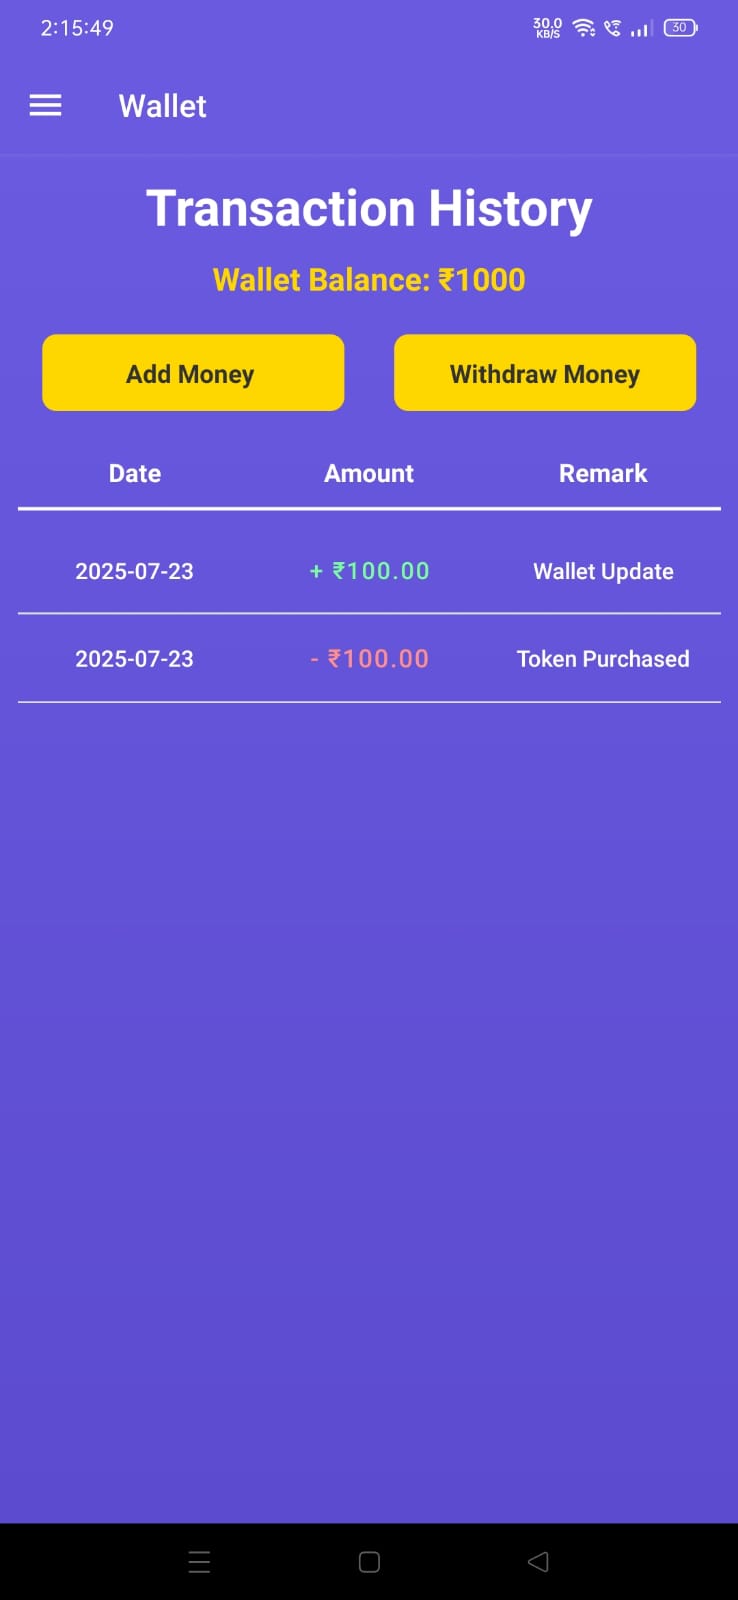 2:15:49 30.0 KB/S 30
Wallet
Transaction History
Wallet Balance: ₹1000
Add Money Withdraw Money
Date Amount Remark
2025-07-23 + ₹100.00 Wallet Update
2025-07-23 - ₹100.00 Token Purchased